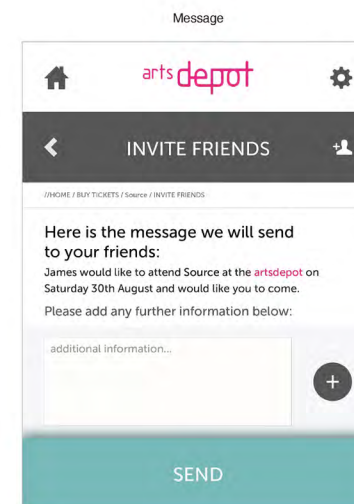 Message
arts depot
INVITE FRIENDS
//HOME / BUY TICKETS / Source / INVITE FRIENDS
Here is the message we will send
to your friends:
James would like to attend Source at the artsdepot on
Saturday 30th August and would like you to come.
Please add any further information below:
additional information...
SEND